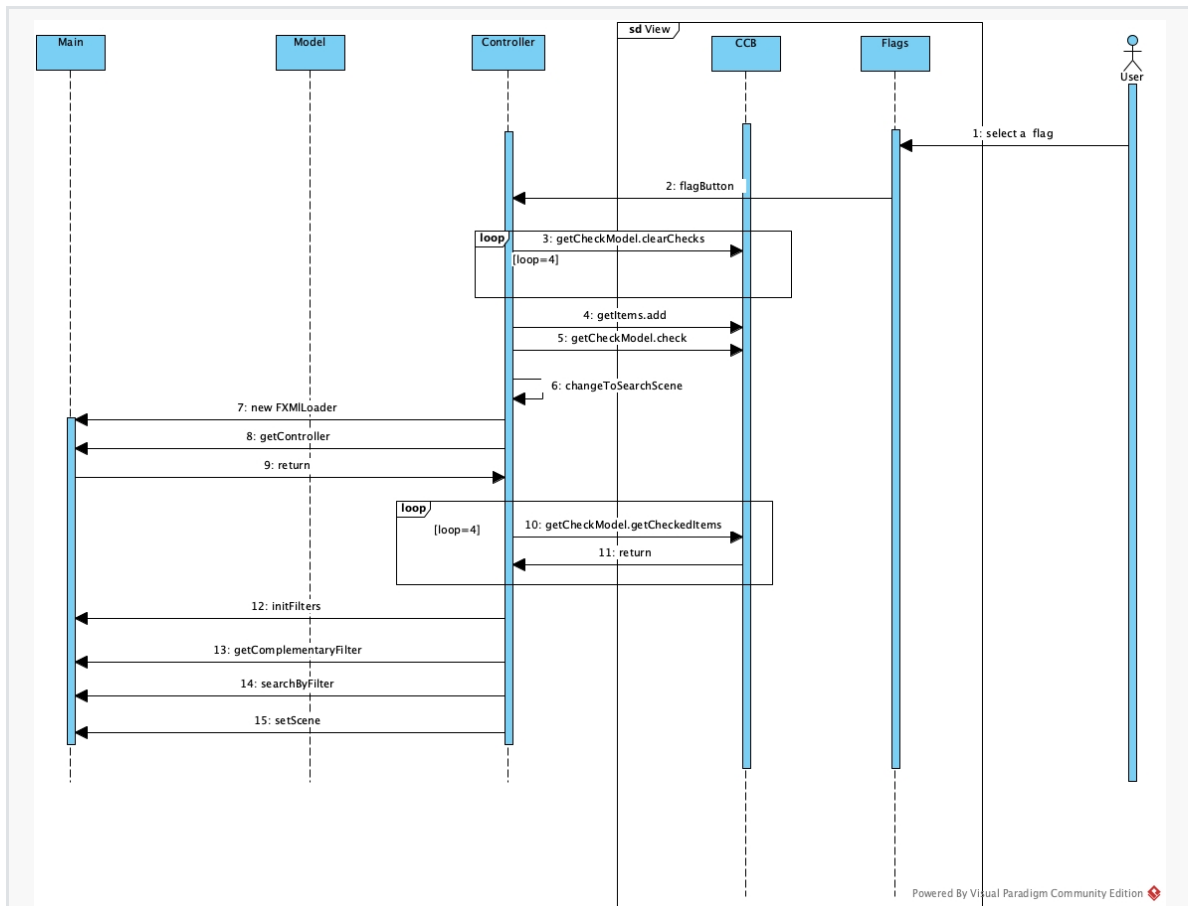 sd View
Main
Model
Controller
CCB
Flags
User
1: select a flag
2: flagButton
loop
3: getCheckModel.clearChecks
[loop=4]
4: getItems.add
5: getCheckModel.check
6: changeToSearchScene
7: new FXMlLoader
8: getController
9: return
loop
[loop=4]
10: getCheckModel.getCheckedItems
11: return
12: initFilters
13: getComplementaryFilter
14: searchByFilter
15: setScene
Powered By Visual Paradigm Community Edition